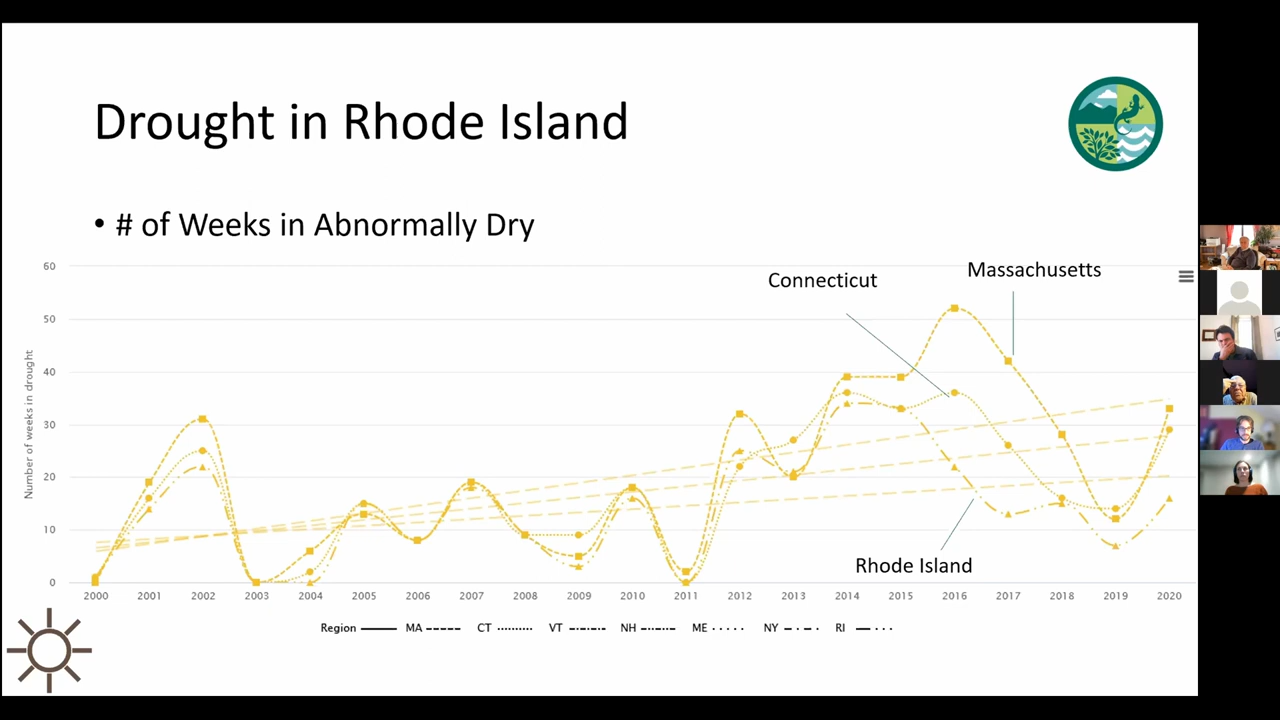 Drought in Rhode Island
• # of Weeks in Abnormally Dry
Connecticut
Massachusetts
Rhode Island
Number of weeks in drought
60
50
40
30
20
10
0
2000 2001 2002 2003 2004 2005 2006 2007 2008 2009 2010 2011 2012 2013 2014 2015 2016 2017 2018 2019 2020
Region MA CT VT NH ME NY RI